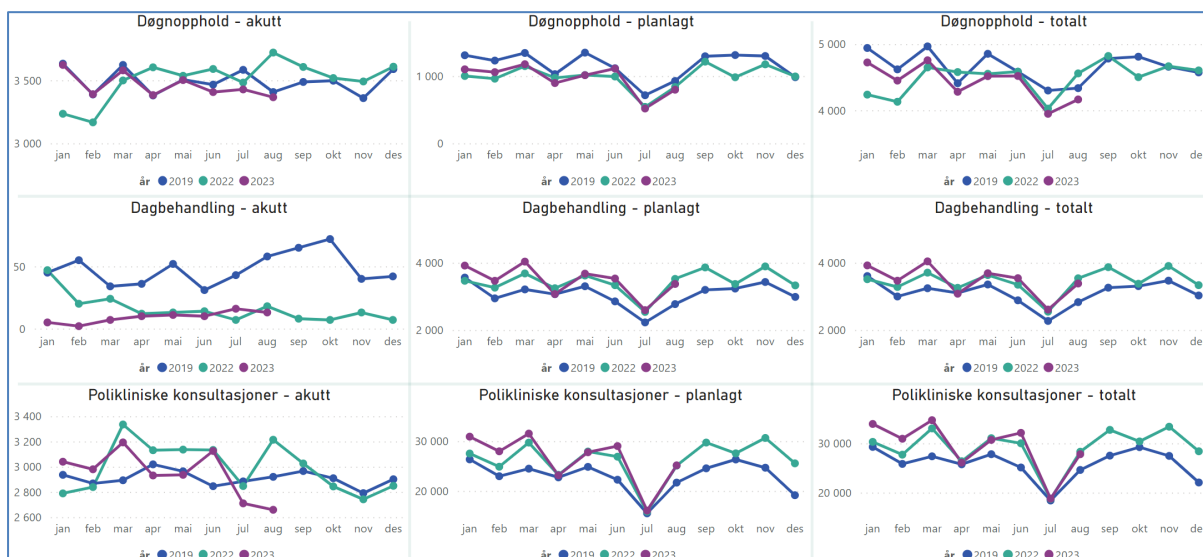 Døgnopphold - akutt
3 500
3 000
jan feb mar apr mai jun jul aug sep okt nov des
år 2019 2022 2023
Døgnopphold - planlagt
1 000
0
jan feb mar apr mai jun jul aug sep okt nov des
år 2019 2022 2023
Døgnopphold - totalt
5 000
4 000
jan feb mar apr mai jun jul aug sep okt nov des
år 2019 2022 2023
Dagbehandling - akutt
50
0
jan feb mar apr mai jun jul aug sep okt nov des
år 2019 2022 2023
Dagbehandling - planlagt
4 000
2 000
jan feb mar apr mai jun jul aug sep okt nov des
år 2019 2022 2023
Dagbehandling - totalt
4 000
2 000
jan feb mar apr mai jun jul aug sep okt nov des
år 2019 2022 2023
Polikliniske konsultasjoner - akutt
3 400
3 200
3 000
2 800
2 600
jan feb mar apr mai jun jul aug sep okt nov des
år 2019 2022 2023
Polikliniske konsultasjoner - planlagt
30 000
20 000
jan feb mar apr mai jun jul aug sep okt nov des
år 2019 2022 2023
Polikliniske konsultasjoner - totalt
30 000
20 000
jan feb mar apr mai jun jul aug sep okt nov des
år 2019 2022 2023